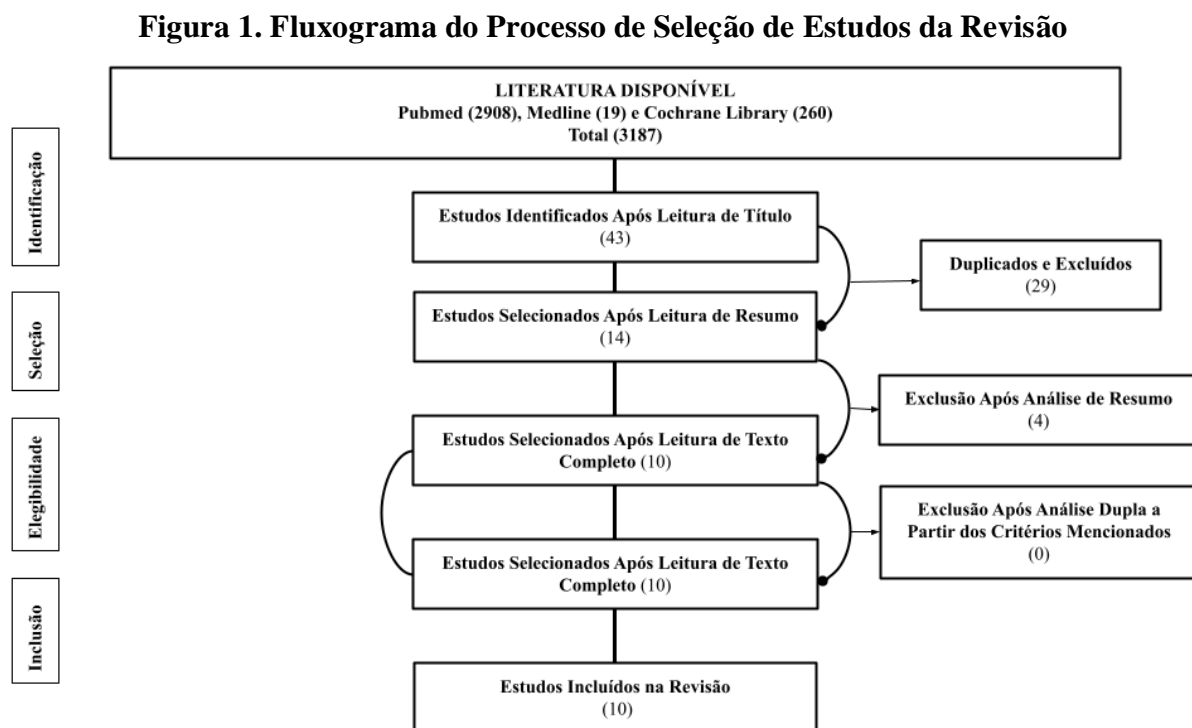 Figura 1. Fluxograma do Processo de Seleção de Estudos da Revisão
LITERATURA DISPONÍVEL
Pubmed (2908), Medline (19) e Cochrane Library (260)
Total (3187)
Identificação
Estudos Identificados Após Leitura de Título
(43)
Duplicados e Excluídos
(29)
Seleção
Estudos Selecionados Após Leitura de Resumo
(14)
Exclusão Após Análise de Resumo
(4)
Elegibilidade
Estudos Selecionados Após Leitura de Texto
Completo (10)
Exclusão Após Análise Dupla a
Partir dos Critérios Mencionados
(0)
Estudos Selecionados Após Leitura de Texto
Completo (10)
Inclusão
Estudos Incluídos na Revisão
(10)